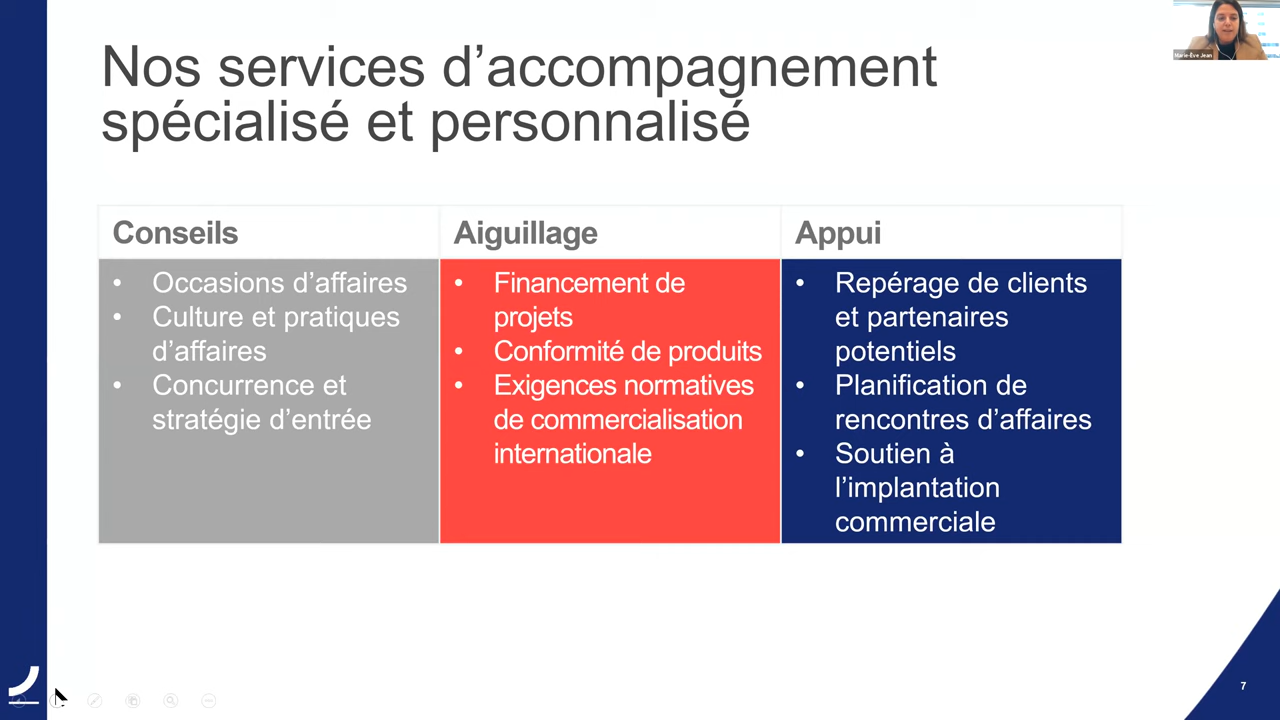 Nos services d’accompagnement
spécialisé et personnalisé
Marie-Ève Jean
Conseils
• Occasions d’affaires
• Culture et pratiques
d’affaires
• Concurrence et
stratégie d’entrée
Aiguillage
• Financement de
projets
• Conformité de produits
• Exigences normatives
de commercialisation
internationale
Appui
• Repérage de clients
et partenaires
potentiels
• Planification de
rencontres d’affaires
• Soutien à
l’implantation
commerciale
7